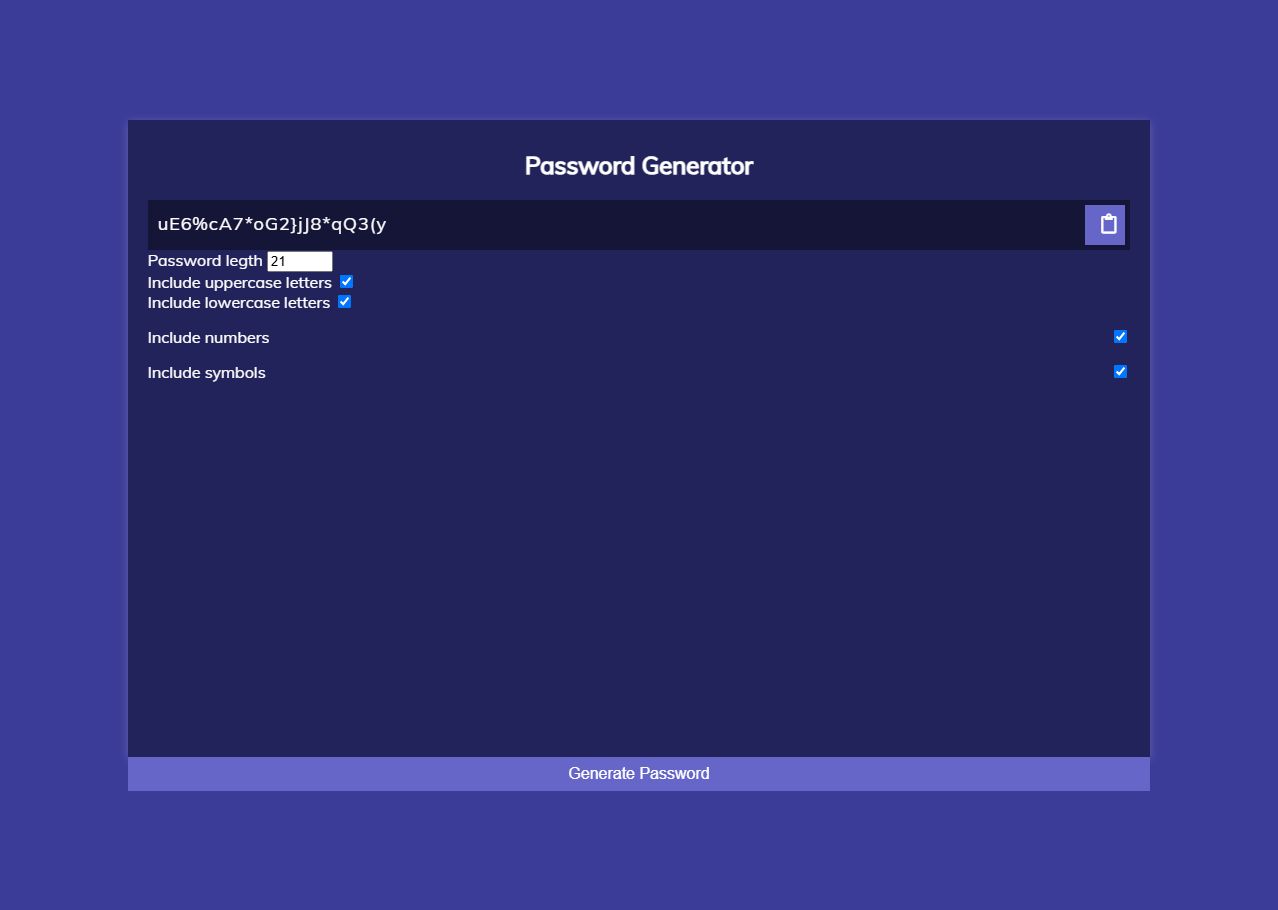 Password Generator
uE6%cA7*oG2}jJ8*qQ3(y
Password legth 21
Include uppercase letters
Include lowercase letters
Include numbers
Include symbols
Generate Password